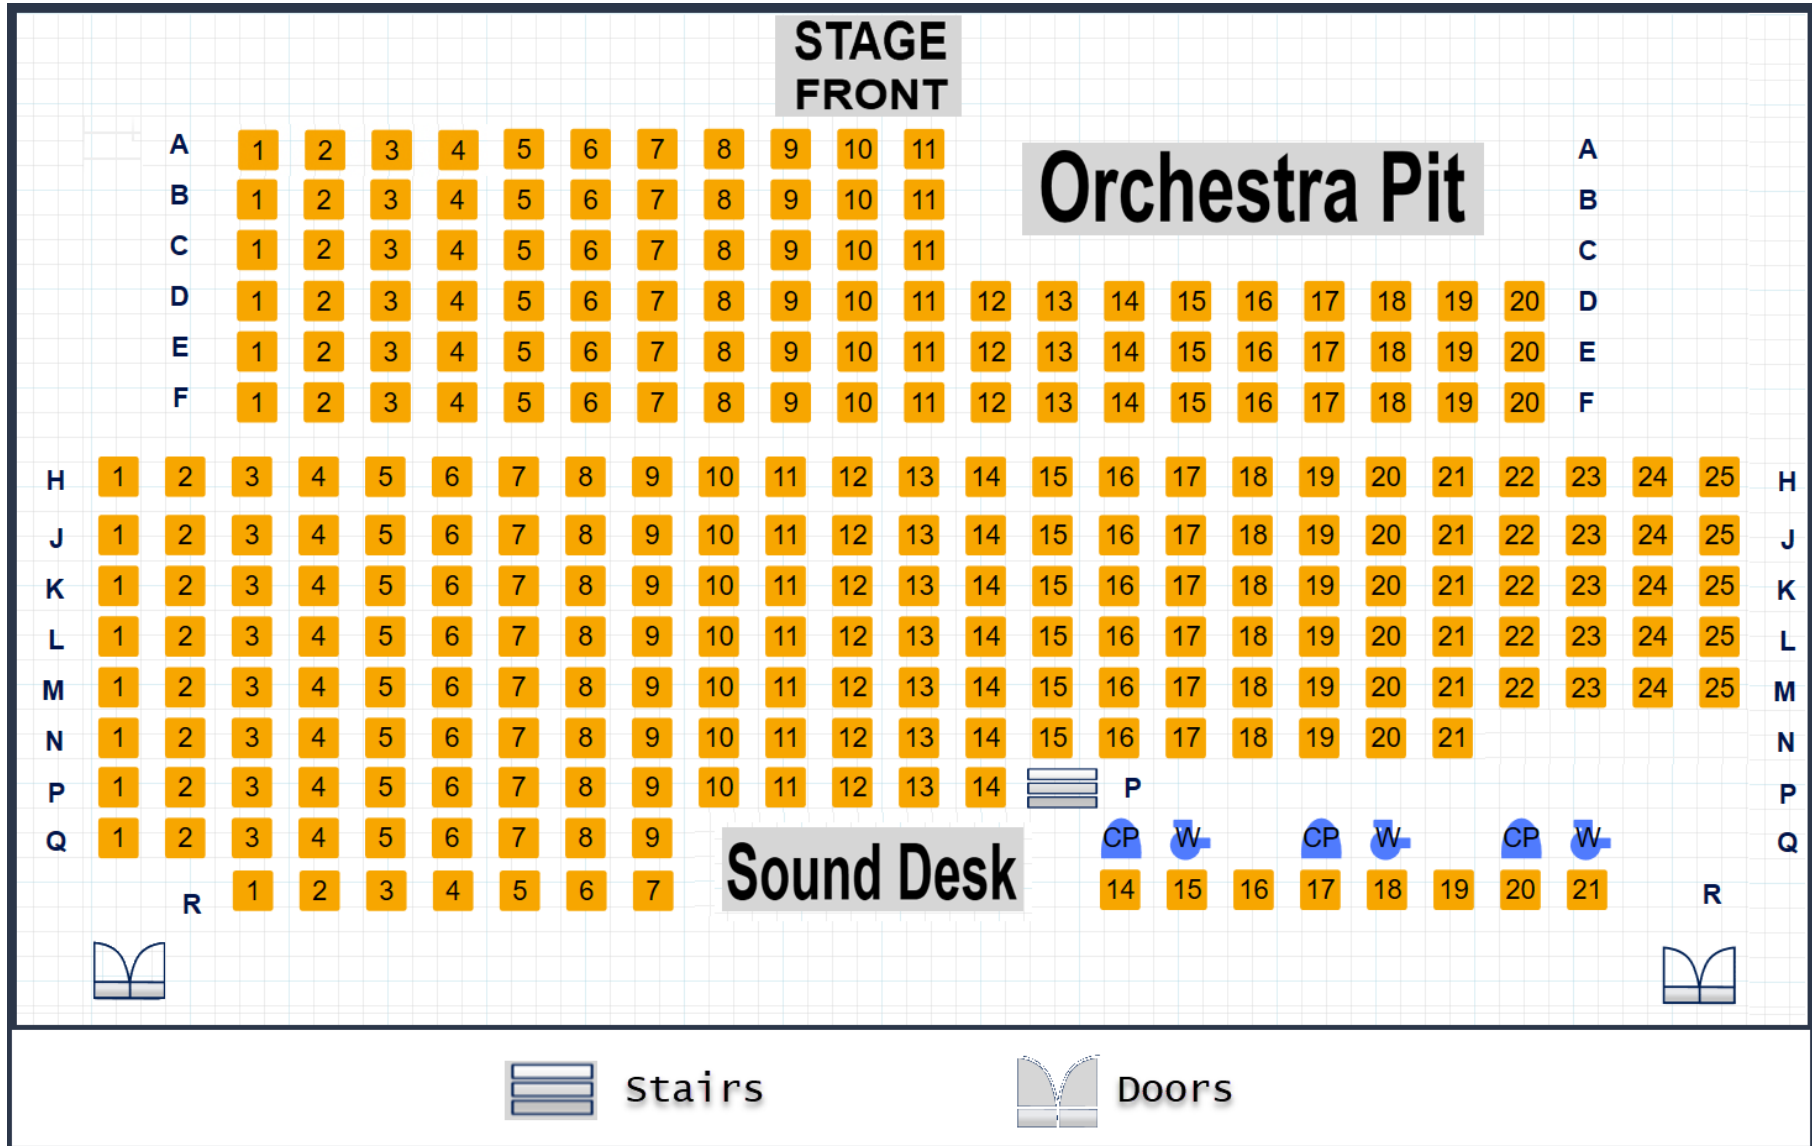 STAGE
FRONT
A 1 2 3 4 5 6 7 8 9 10 11 A
Orchestra Pit
B 1 2 3 4 5 6 7 8 9 10 11 B
C 1 2 3 4 5 6 7 8 9 10 11 C
D 1 2 3 4 5 6 7 8 9 10 11 12 13 14 15 16 17 18 19 20 D
E 1 2 3 4 5 6 7 8 9 10 11 12 13 14 15 16 17 18 19 20 E
F 1 2 3 4 5 6 7 8 9 10 11 12 13 14 15 16 17 18 19 20 F
H 1 2 3 4 5 6 7 8 9 10 11 12 13 14 15 16 17 18 19 20 21 22 23 24 25 H
J 1 2 3 4 5 6 7 8 9 10 11 12 13 14 15 16 17 18 19 20 21 22 23 24 25 J
K 1 2 3 4 5 6 7 8 9 10 11 12 13 14 15 16 17 18 19 20 21 22 23 24 25 K
L 1 2 3 4 5 6 7 8 9 10 11 12 13 14 15 16 17 18 19 20 21 22 23 24 25 L
M 1 2 3 4 5 6 7 8 9 10 11 12 13 14 15 16 17 18 19 20 21 22 23 24 25 M
N 1 2 3 4 5 6 7 8 9 10 11 12 13 14 15 16 17 18 19 20 21 N
P 1 2 3 4 5 6 7 8 9 10 11 12 13 14 P P
Q 1 2 3 4 5 6 7 8 9 CP W CP W CP W Q
Sound Desk
R 1 2 3 4 5 6 7 14 15 16 17 18 19 20 21 R
Stairs Doors